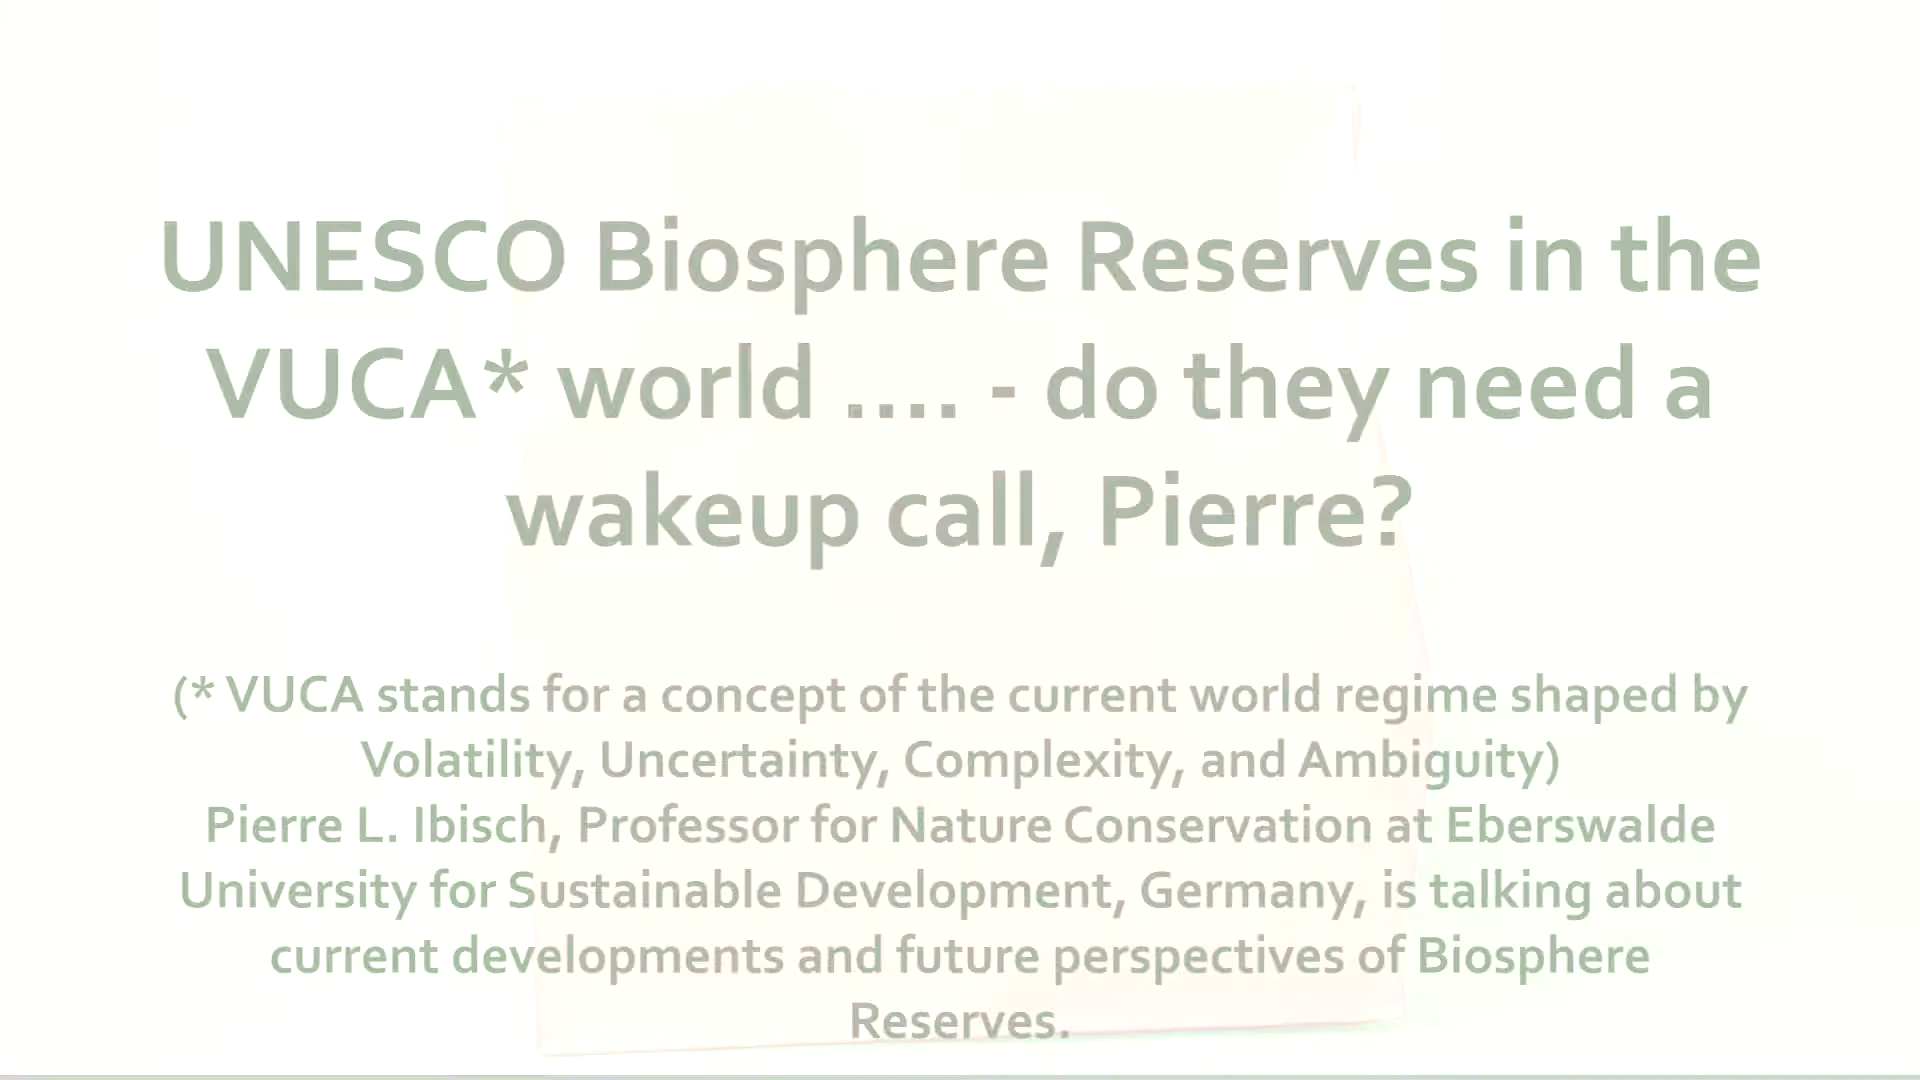 UNESCO Biosphere Reserves in the
VUCA* world .... - do they need a
wakeup call, Pierre?
(* VUCA stands for a concept of the current world regime shaped by
Volatility, Uncertainty, Complexity, and Ambiguity)
Pierre L. Ibisch, Professor for Nature Conservation at Eberswalde
University for Sustainable Development, Germany, is talking about
current developments and future perspectives of Biosphere
Reserves.